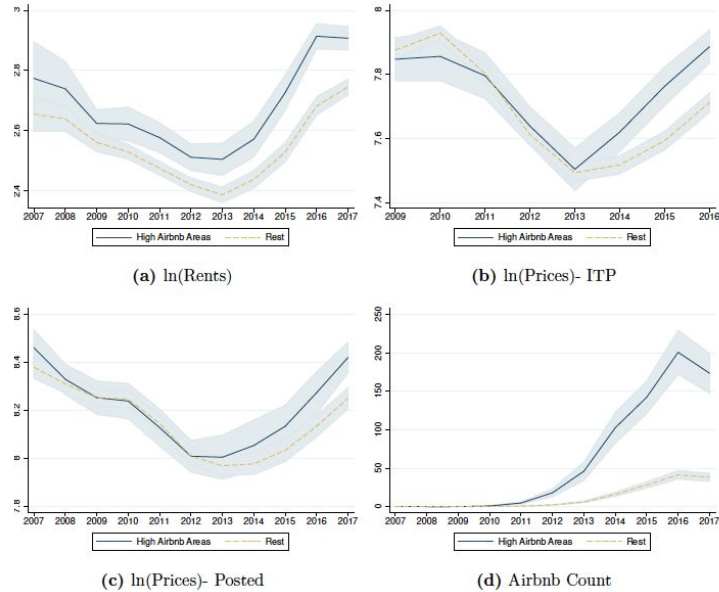 3
2.8
2.6
2.4
2007 2008 2009 2010 2011 2012 2013 2014 2015 2016 2017
High Airbnb Areas Rest
(a) ln(Rents)
8
7.8
7.6
7.4
2009 2010 2011 2012 2013 2014 2015 2016
High Airbnb Areas Rest
(b) ln(Prices)- ITP
8.6
8.4
8.2
8
7.8
2007 2008 2009 2010 2011 2012 2013 2014 2015 2016 2017
High Airbnb Areas Rest
(c) ln(Prices)- Posted
250
200
150
100
50
0
2007 2008 2009 2010 2011 2012 2013 2014 2015 2016 2017
High Airbnb Areas Rest
(d) Airbnb Count